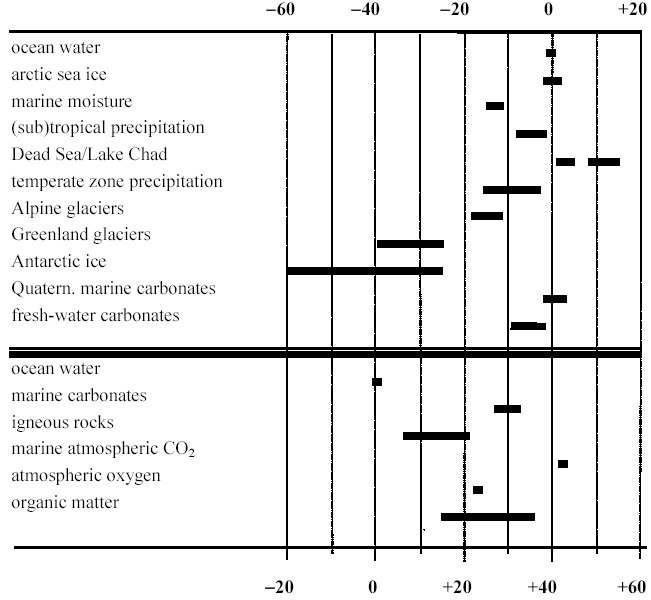 −60 −40 −20 0 +20
ocean water
arctic sea ice
marine moisture
(sub)tropical precipitation
Dead Sea/Lake Chad
temperate zone precipitation
Alpine glaciers
Greenland glaciers
Antarctic ice
Quatern. marine carbonates
fresh-water carbonates
ocean water
marine carbonates
igneous rocks
marine atmospheric CO₂
atmospheric oxygen
organic matter
−20 0 +20 +40 +60